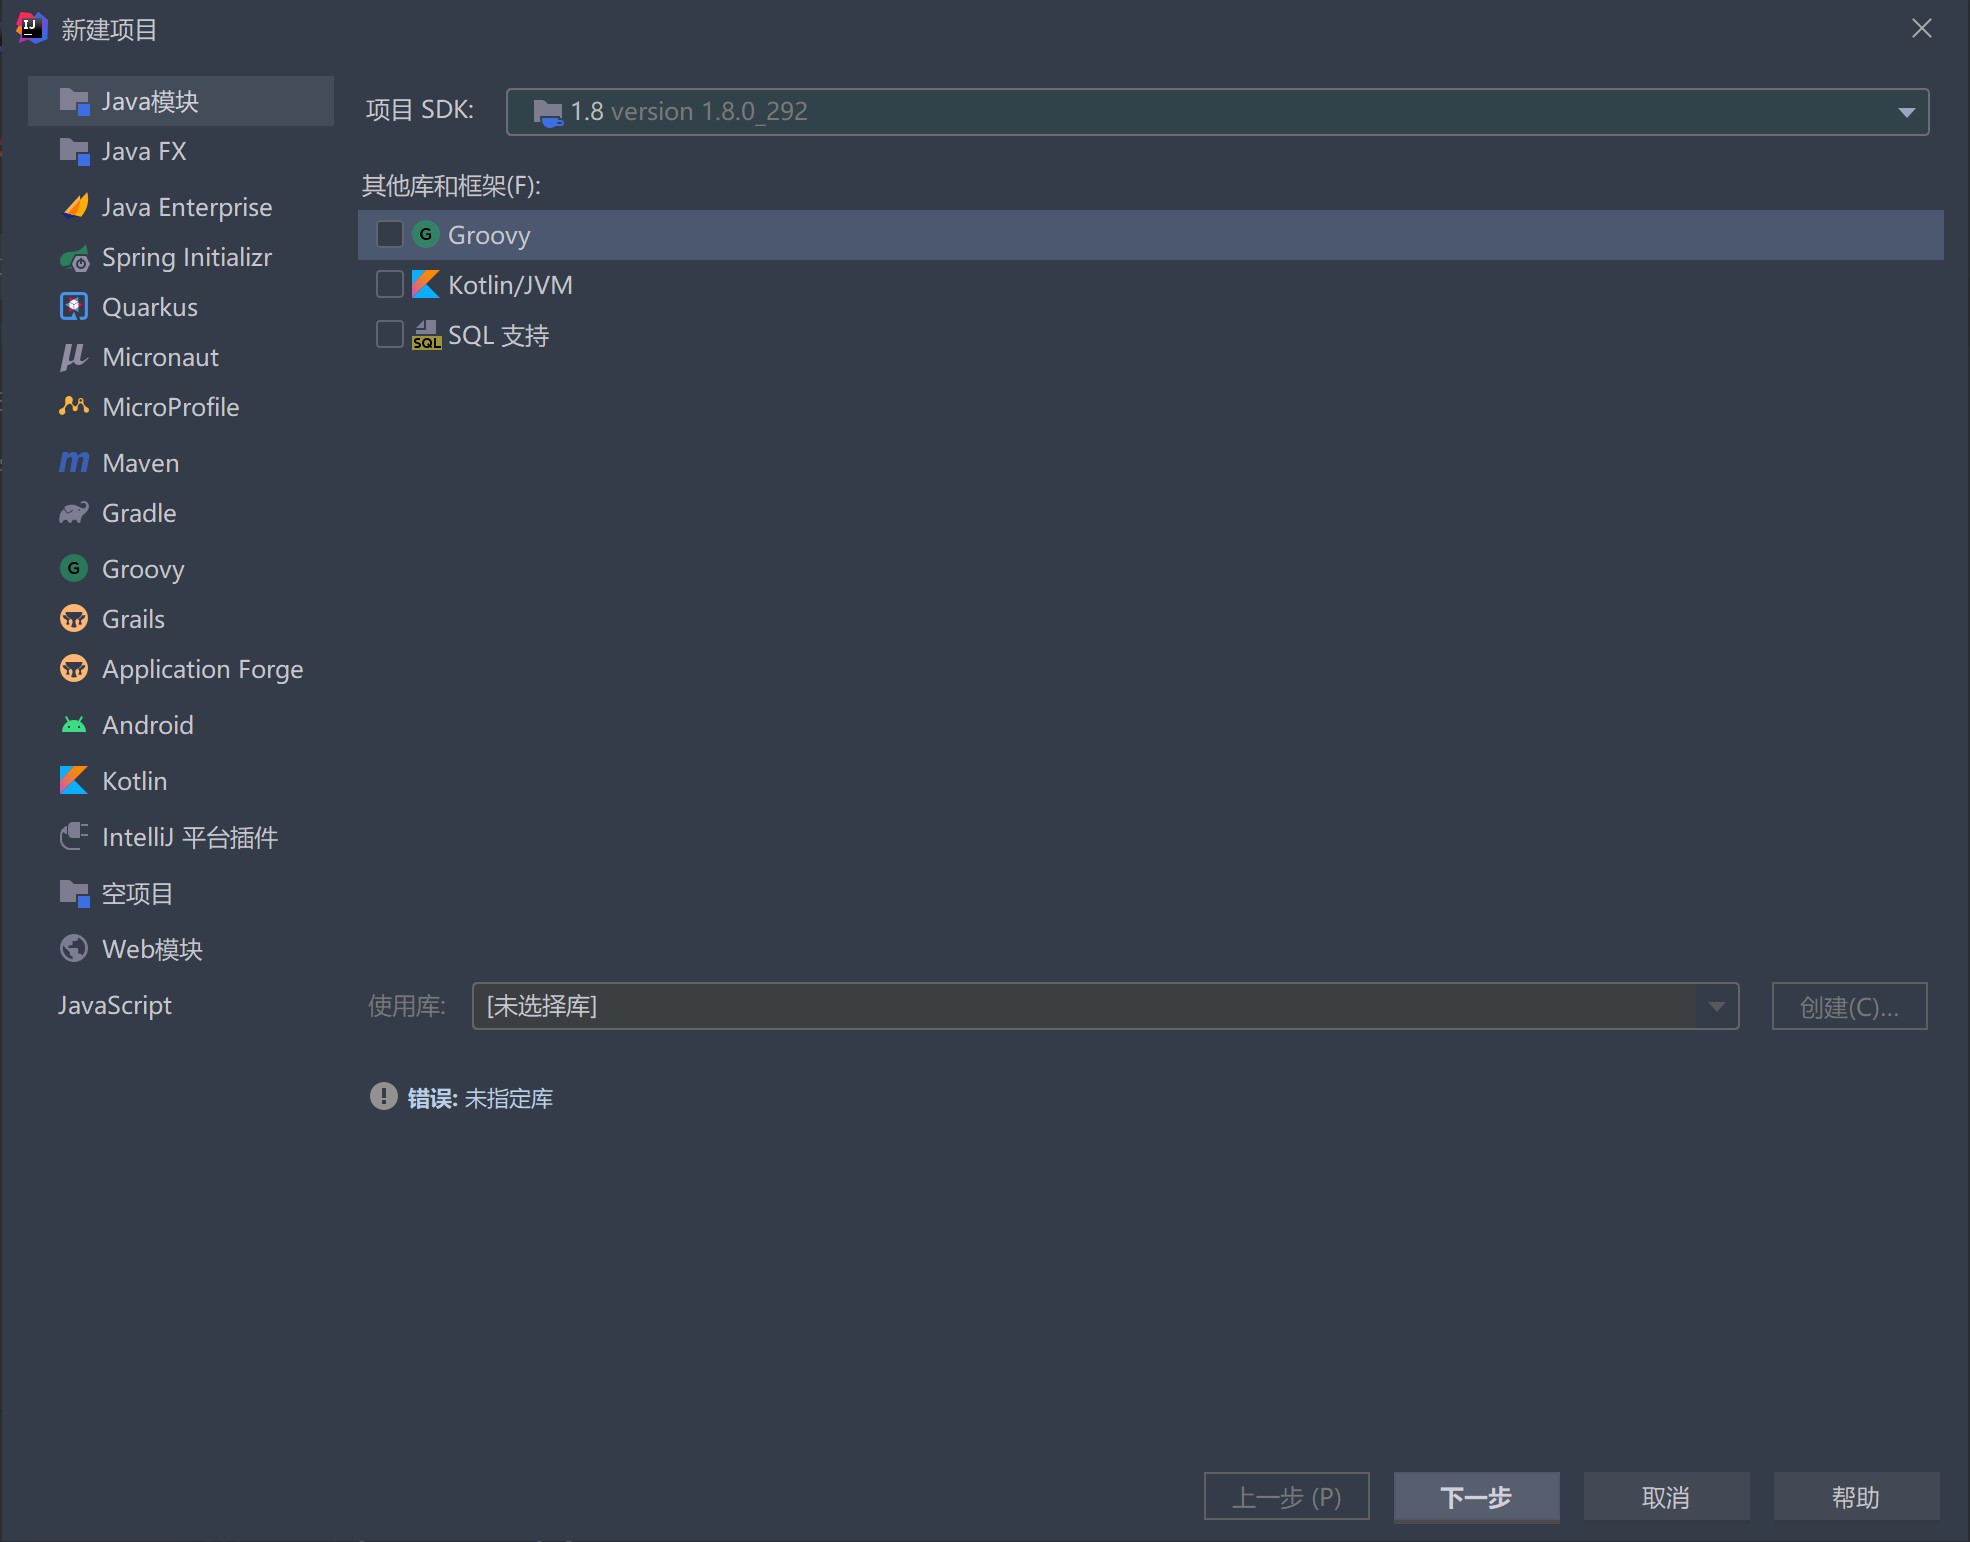 新建项目
Java模块
Java FX
Java Enterprise
Spring Initializr
Quarkus
Micronaut
MicroProfile
Maven
Gradle
Groovy
Grails
Application Forge
Android
Kotlin
IntelliJ 平台插件
空项目
Web模块
JavaScript
项目 SDK:
1.8 version 1.8.0_292
其他库和框架(F):
Groovy
Kotlin/JVM
SQL 支持
使用库:
[未选择库]
创建(C)...
错误: 未指定库
上一步 (P)
下一步
取消
帮助